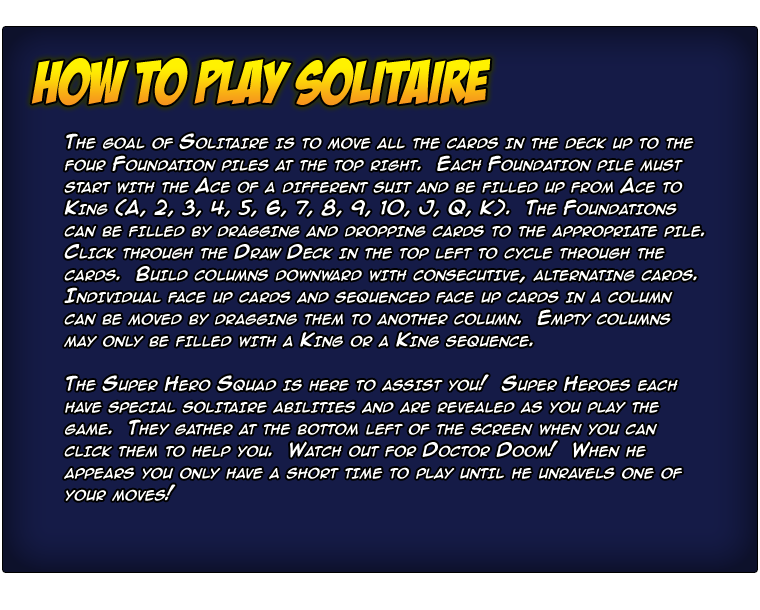 HOW TO PLAY SOLITAIRE
The goal of Solitaire is to move all the cards in the deck up to the
four Foundation piles at the top right. Each Foundation pile must
start with the Ace of a different suit and be filled up from Ace to
King (A, 2, 3, 4, 5, 6, 7, 8, 9, 10, J, Q, K). The Foundations
can be filled by dragging and dropping cards to the appropriate pile.
Click through the Draw Deck in the top left to cycle through the
cards. Build columns downward with consecutive, alternating cards.
Individual face up cards and sequenced face up cards in a column
can be moved by dragging them to another column. Empty columns
may only be filled with a King or a King sequence.
The Super Hero Squad is here to assist you! Super Heroes each
have special solitaire abilities and are revealed as you play the
game. They gather at the bottom left of the screen when you can
click them to help you. Watch out for Doctor Doom! When he
appears you only have a short time to play until he unravels one of
your moves!